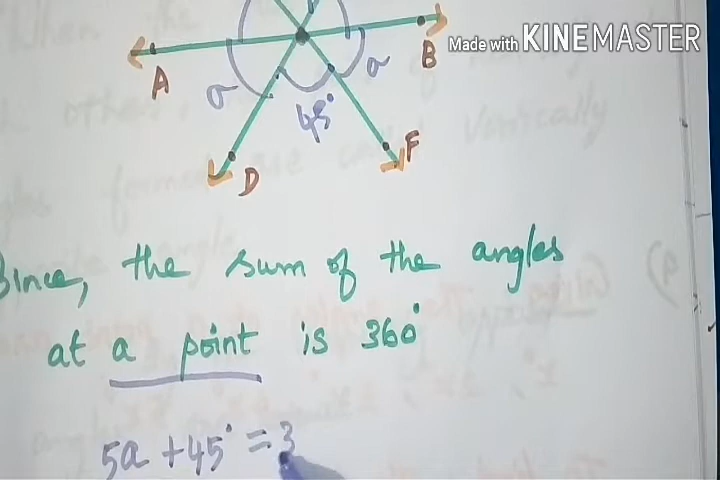 Made with KINEMASTER
A
B
a
a
45°
D
F
Since, the sum of the angles
at a point is 360°
5a + 45° = 3